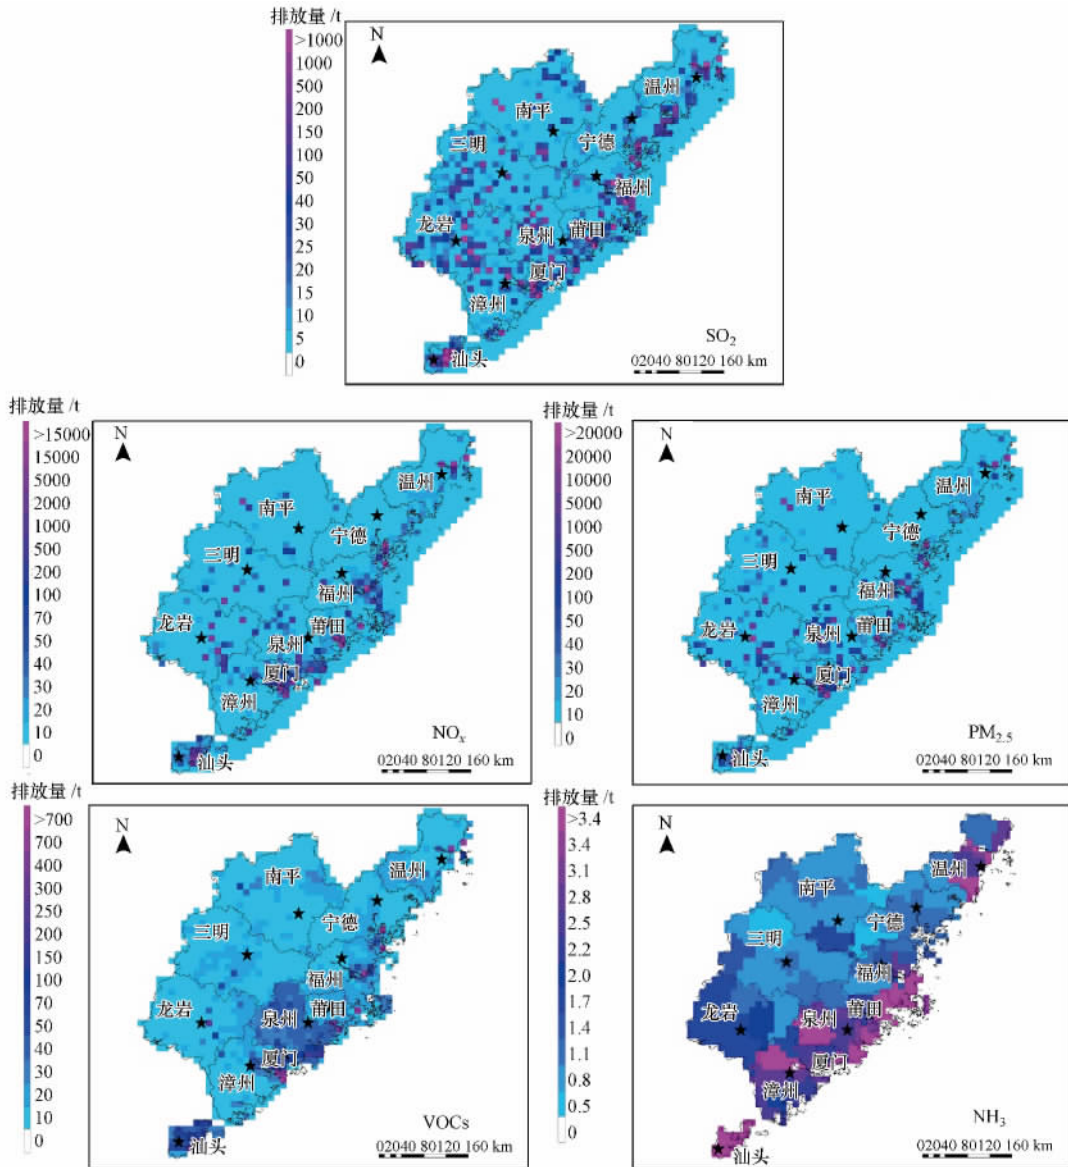 排放量 /t
>1000
1000
500
200
150
100
50
40
30
25
20
15
10
5
0
N
温州
南平
宁德
三明
福州
龙岩
泉州
莆田
厦门
漳州
汕头
SO₂
02040 80120 160 km
排放量 /t
>15000
15000
5000
2000
1000
500
200
100
70
50
40
30
20
10
0
N
温州
南平
宁德
三明
福州
龙岩
泉州
莆田
厦门
漳州
汕头
NOₓ
02040 80120 160 km
排放量 /t
>20000
20000
10000
5000
1000
500
200
100
50
40
30
20
10
0
N
温州
南平
宁德
三明
福州
龙岩
泉州
莆田
厦门
漳州
汕头
PM₂.₅
02040 80120 160 km
排放量 /t
>700
700
400
300
250
200
150
100
70
50
40
30
20
10
0
N
温州
南平
宁德
三明
福州
龙岩
泉州
莆田
厦门
漳州
汕头
VOCs
02040 80120 160 km
排放量 /t
>3.4
3.4
3.1
2.8
2.5
2.2
2.0
1.7
1.4
1.1
0.8
0.5
0
N
温州
南平
宁德
三明
福州
龙岩
泉州
莆田
厦门
漳州
汕头
NH₃
02040 80120 160 km